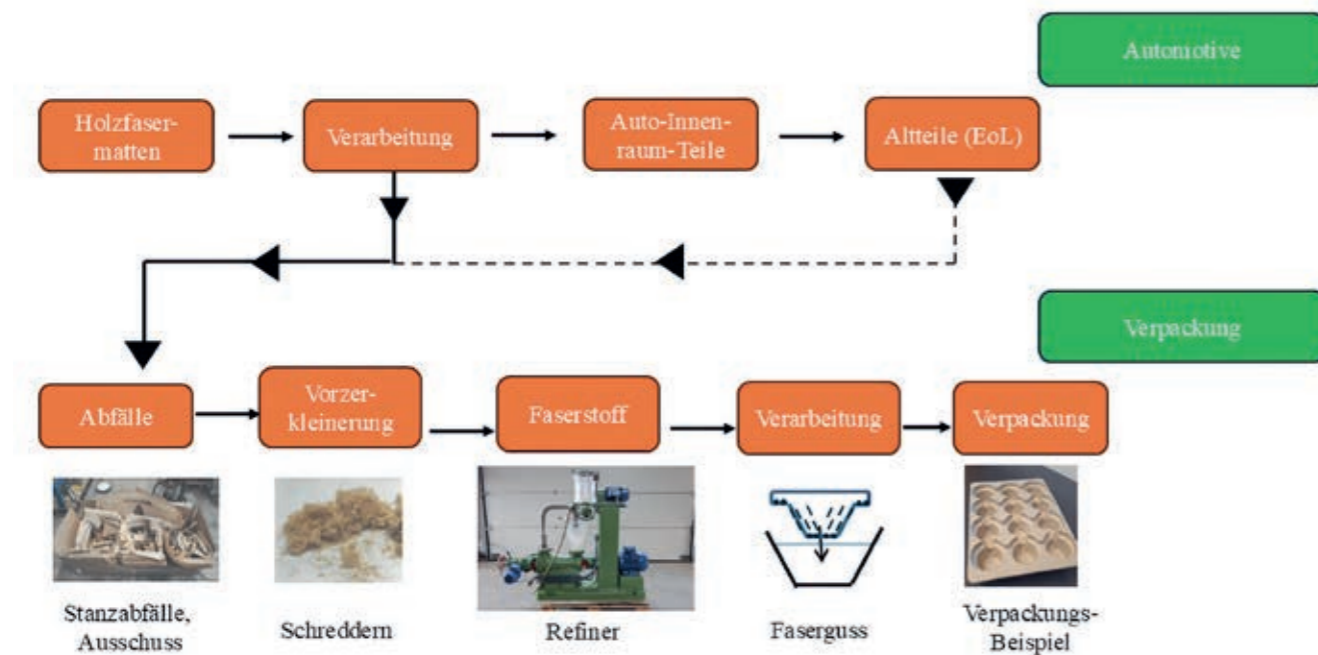 Automotive
Holzfaser-
matten
Verarbeitung
Auto-Innen-
raum-Teile
Altteile (EoL)
Verpackung
Abfälle
Vorzer-
kleinerung
Faserstoff
Verarbeitung
Verpackung
Stanzabfälle,
Ausschuss
Schreddern
Refiner
Faserguss
Verpackungs-
Beispiel